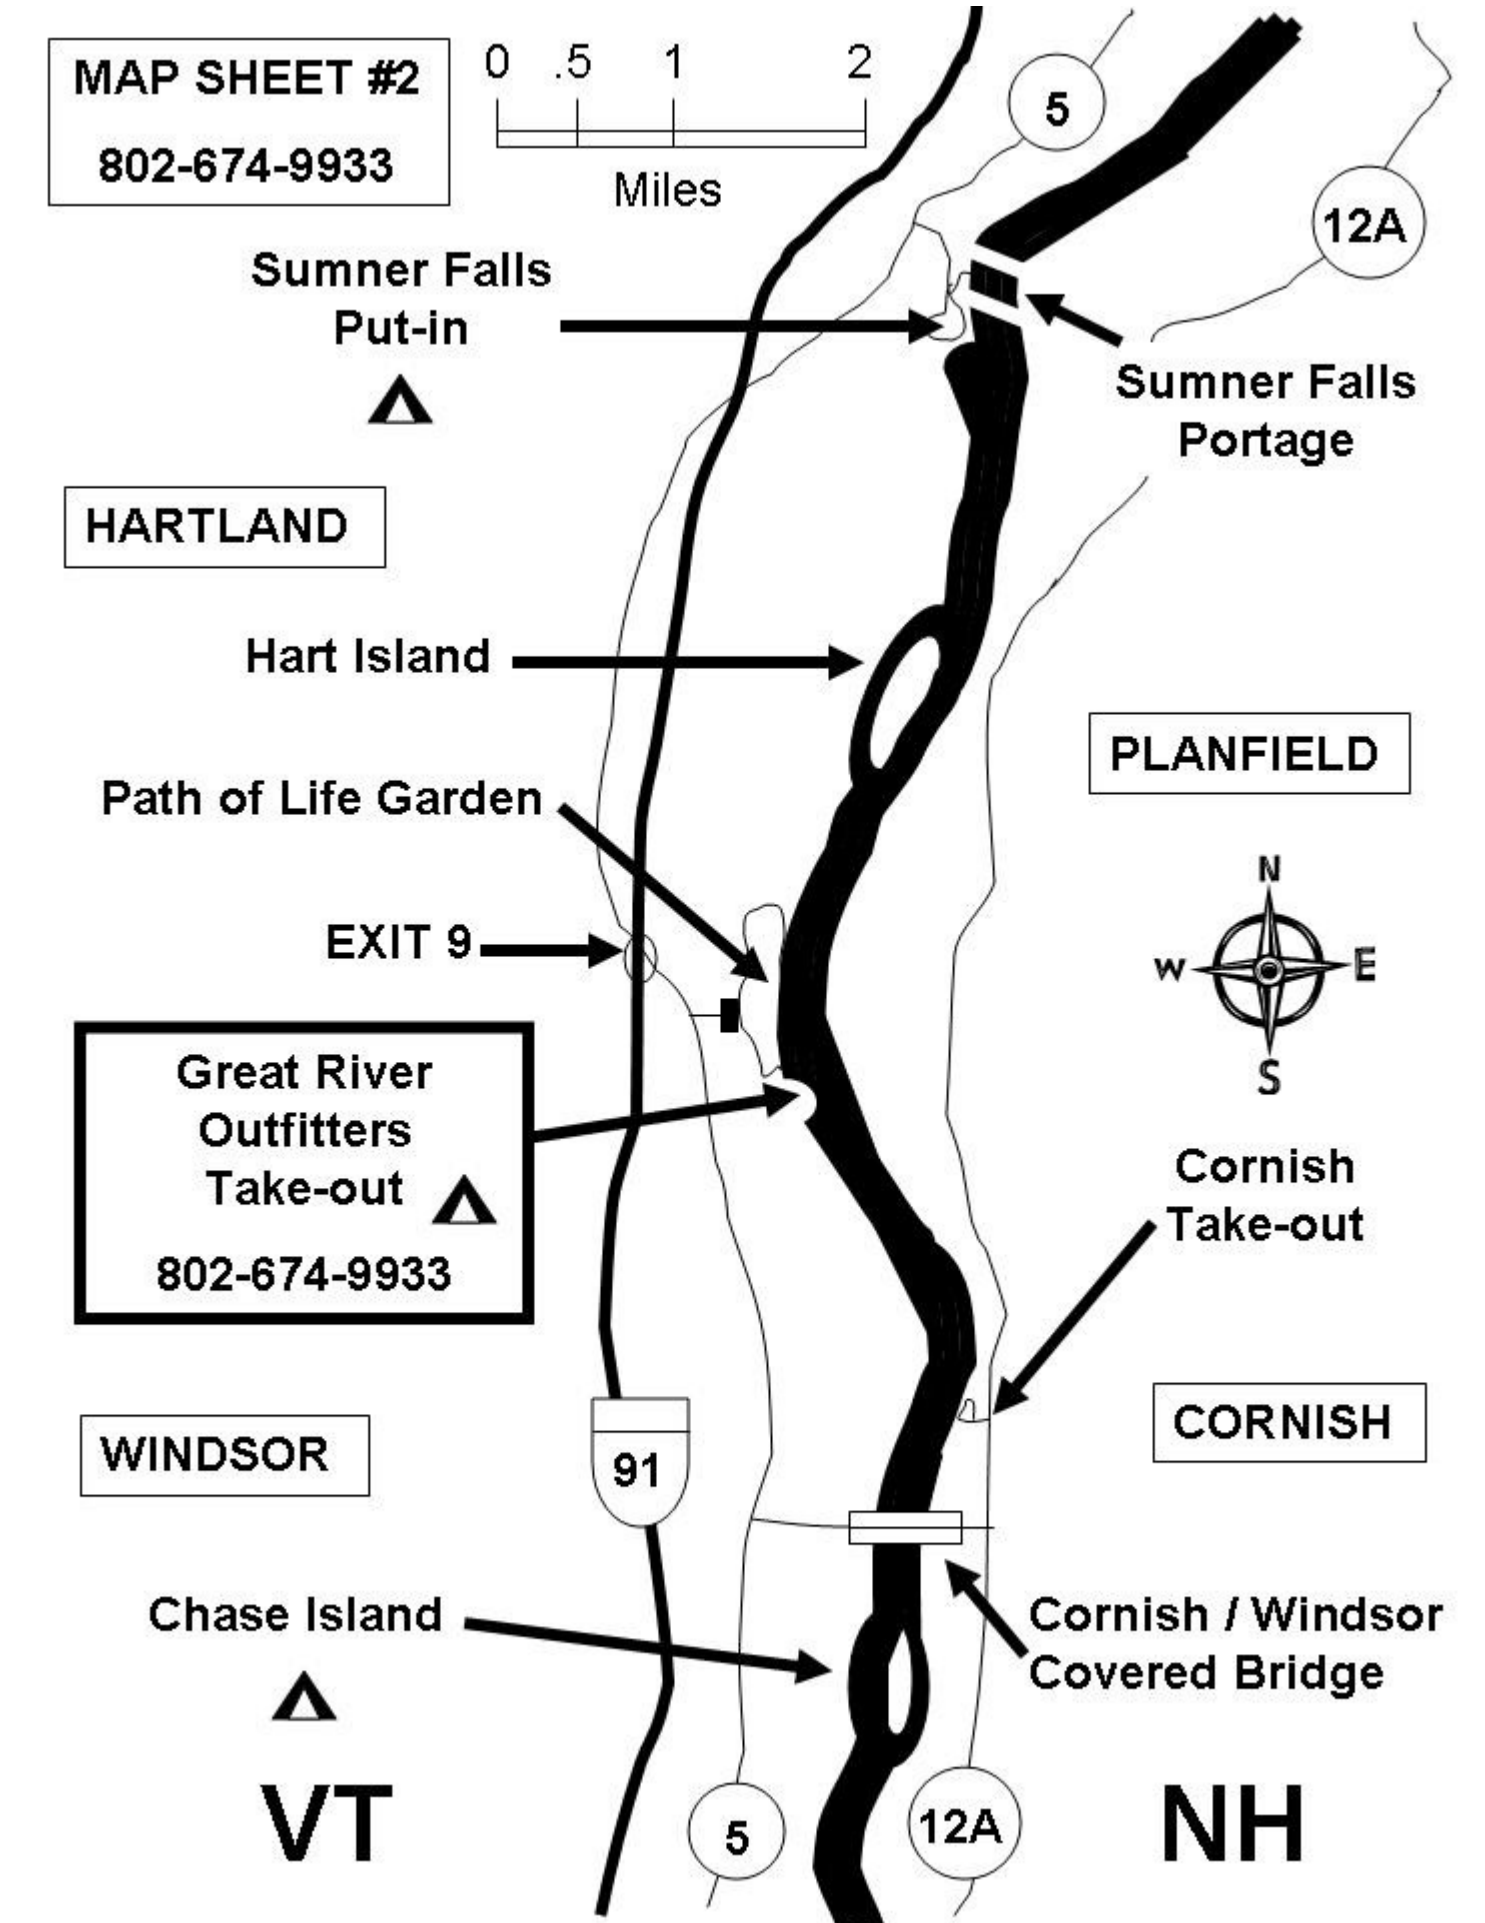 MAP SHEET #2
802-674-9933
0 .5 1 2
Miles
5
12A
Sumner Falls
Put-in
Sumner Falls
Portage
HARTLAND
Hart Island
PLANFIELD
Path of Life Garden
N
W E
S
EXIT 9
Great River
Outfitters
Take-out
802-674-9933
Cornish
Take-out
CORNISH
WINDSOR
91
Chase Island
Cornish / Windsor
Covered Bridge
VT
5
12A
NH